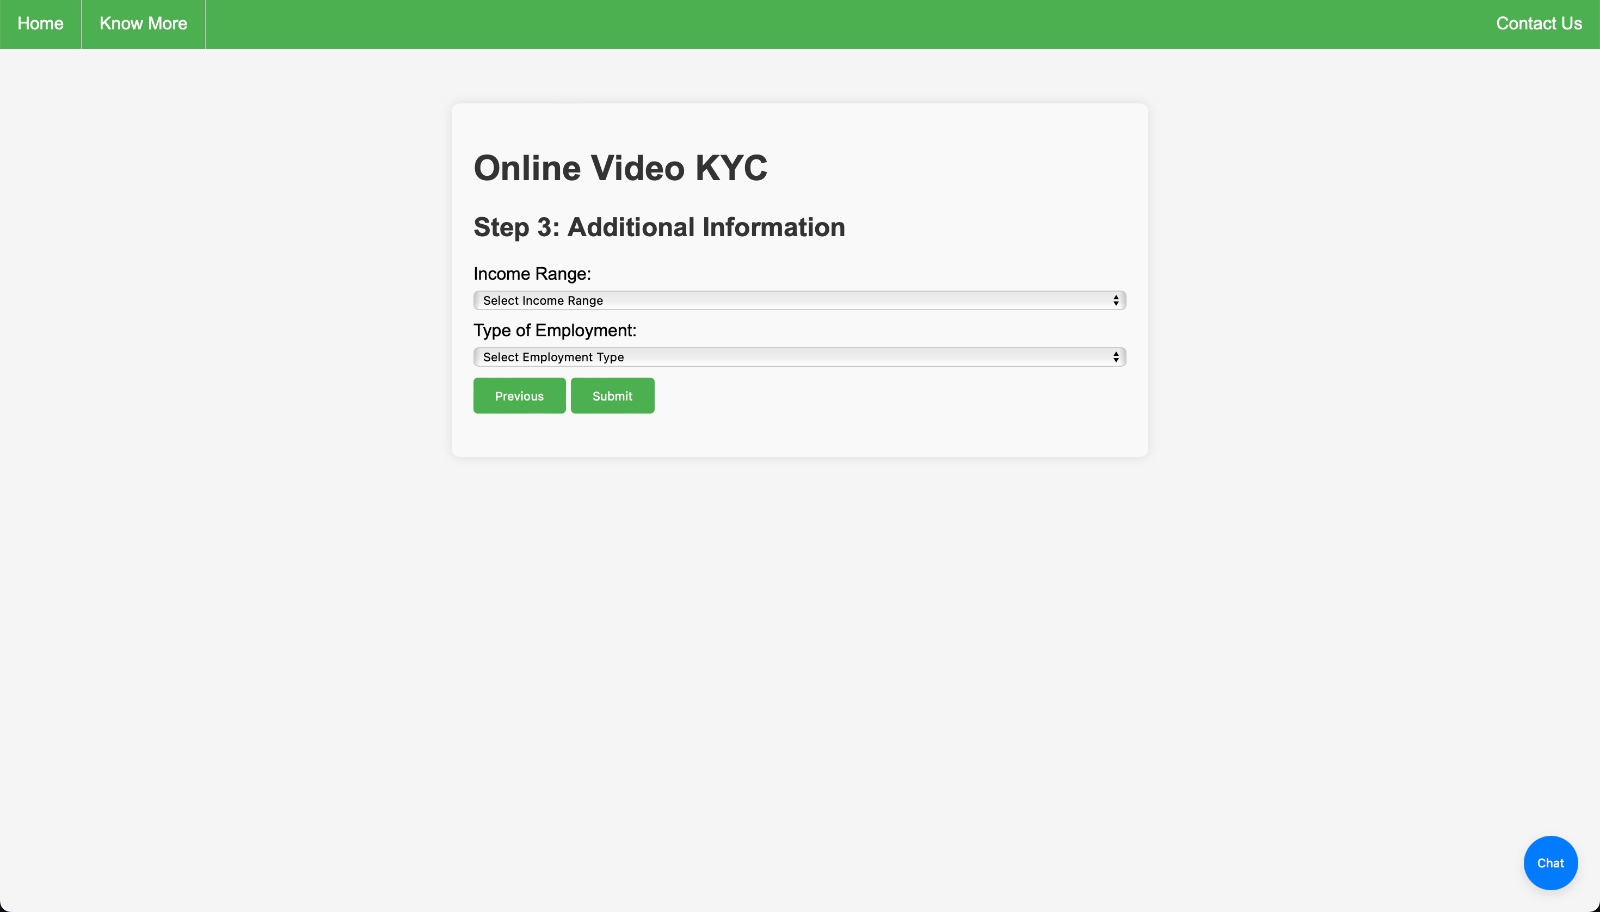 Home
Know More
Contact Us
Online Video KYC
Step 3: Additional Information
Income Range:
Select Income Range
Type of Employment:
Select Employment Type
Previous
Submit
Chat